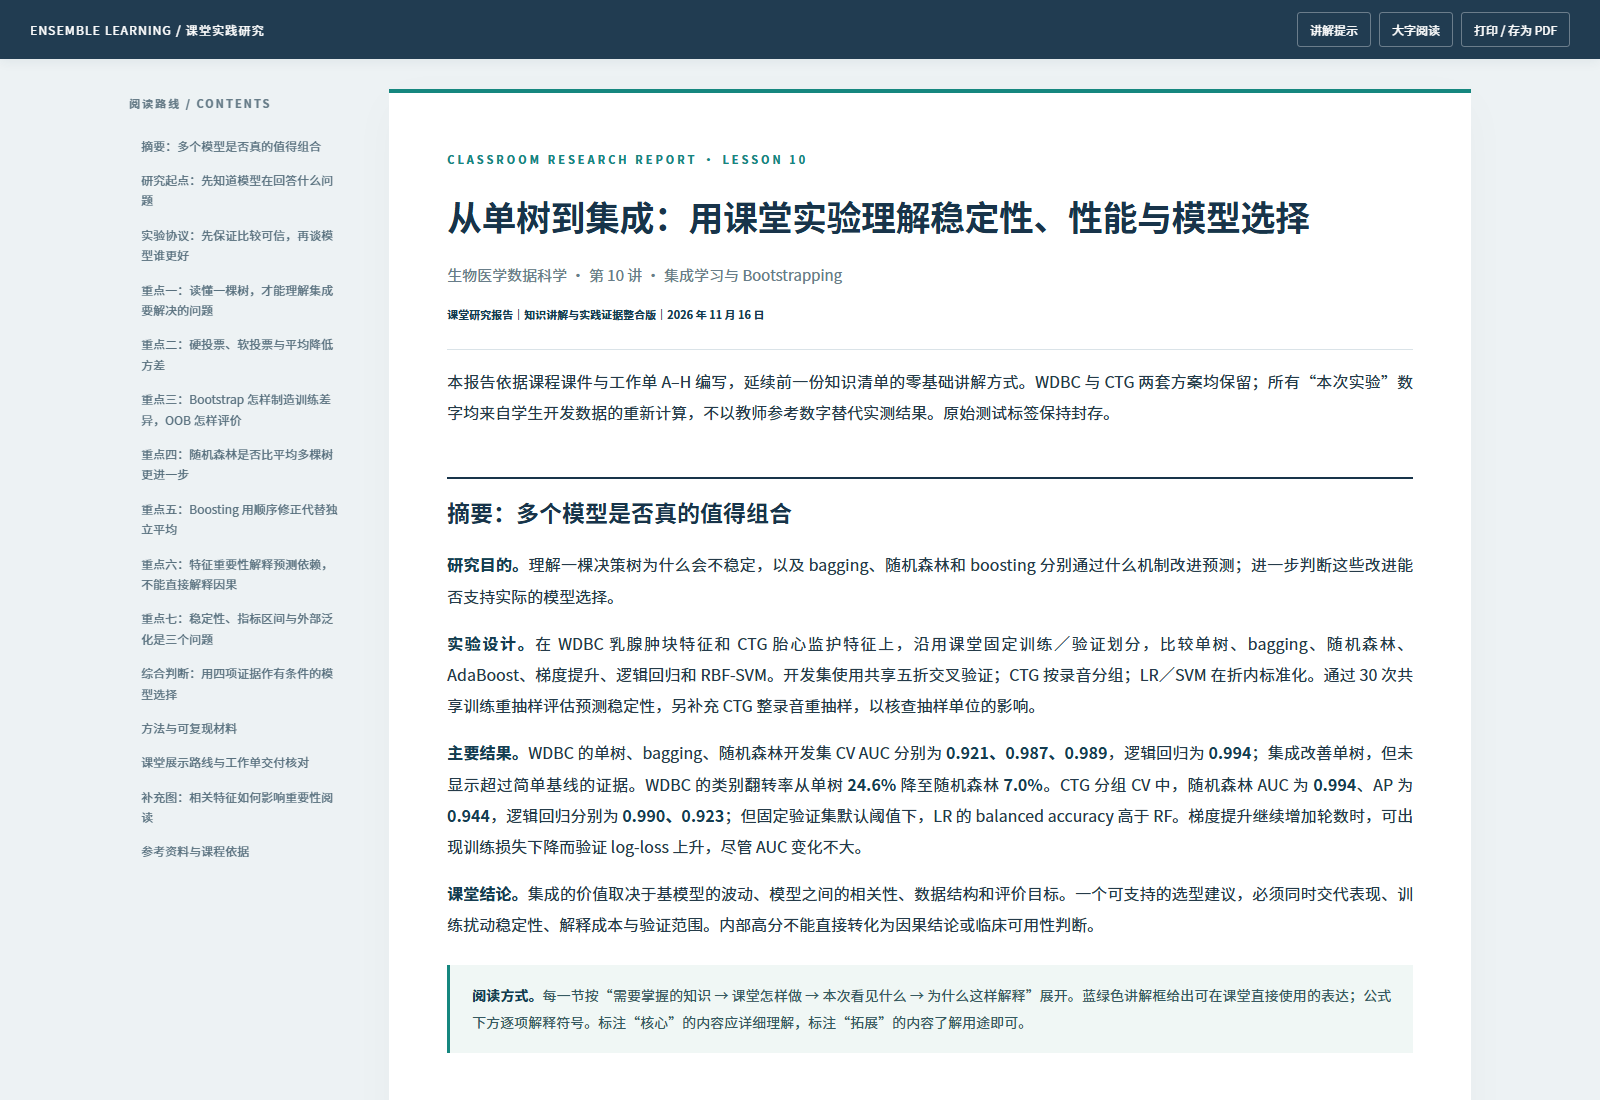 ENSEMBLE LEARNING / 课堂实践研究
讲解提示
大字阅读
打印 / 存为 PDF
阅读路线 / CONTENTS
摘要：多个模型是否真的值得组合
研究起点：先知道模型在回答什么问
题
实验协议：先保证比较可信，再谈模
型谁更好
重点一：读懂一棵树，才能理解集成
要解决的问题
重点二：硬投票、软投票与平均降低
方差
重点三：Bootstrap 怎样制造训练差
异，OOB 怎样评价
重点四：随机森林是否比平均多棵树
更进一步
重点五：Boosting 用顺序修正代替独
立平均
重点六：特征重要性解释预测依赖，
不能直接解释因果
重点七：稳定性、指标区间与外部泛
化是三个问题
综合判断：用四项证据作有条件的模
型选择
方法与可复现材料
课堂展示路线与工作单交付核对
补充图：相关特征如何影响重要性阅
读
参考资料与课程依据
CLASSROOM RESEARCH REPORT · LESSON 10
从单树到集成：用课堂实验理解稳定性、性能与模型选择
生物医学数据科学 · 第 10 讲 · 集成学习与 Bootstrapping
课堂研究报告｜知识讲解与实践证据整合版｜2026 年 11 月 16 日
本报告依据课程课件与工作单 A–H 编写，延续前一份知识清单的零基础讲解方式。WDBC 与 CTG 两套方案均保留；所有“本次实验”数
字均来自学生开发数据的重新计算，不以教师参考数字替代实测结果。原始测试标签保持封存。
摘要：多个模型是否真的值得组合
研究目的。理解一棵决策树为什么会不稳定，以及 bagging、随机森林和 boosting 分别通过什么机制改进预测；进一步判断这些改进能
否支持实际的模型选择。
实验设计。在 WDBC 乳腺肿块特征和 CTG 胎心监护特征上，沿用课堂固定训练／验证划分，比较单树、bagging、随机森林、
AdaBoost、梯度提升、逻辑回归和 RBF-SVM。开发集使用共享五折交叉验证；CTG 按录音分组；LR／SVM 在折内标准化。通过 30 次共
享训练重抽样评估预测稳定性，另补充 CTG 整录音重抽样，以核查抽样单位的影响。
主要结果。WDBC 的单树、bagging、随机森林开发集 CV AUC 分别为 0.921、0.987、0.989，逻辑回归为 0.994；集成改善单树，但未
显示超过简单基线的证据。WDBC 的类别翻转率从单树 24.6% 降至随机森林 7.0%。CTG 分组 CV 中，随机森林 AUC 为 0.994、AP 为
0.944，逻辑回归分别为 0.990、0.923；但固定验证集默认阈值下，LR 的 balanced accuracy 高于 RF。梯度提升继续增加轮数时，可出
现训练损失下降而验证 log-loss 上升，尽管 AUC 变化不大。
课堂结论。集成的价值取决于基模型的波动、模型之间的相关性、数据结构和评价目标。一个可支持的选型建议，必须同时交代表现、训
练扰动稳定性、解释成本与验证范围。内部高分不能直接转化为因果结论或临床可用性判断。
阅读方式。每一节按“需要掌握的知识 → 课堂怎样做 → 本次看见什么 → 为什么这样解释”展开。蓝绿色讲解框给出可在课堂直接使用的表达；公式
下方逐项解释符号。标注“核心”的内容应详细理解，标注“拓展”的内容了解用途即可。